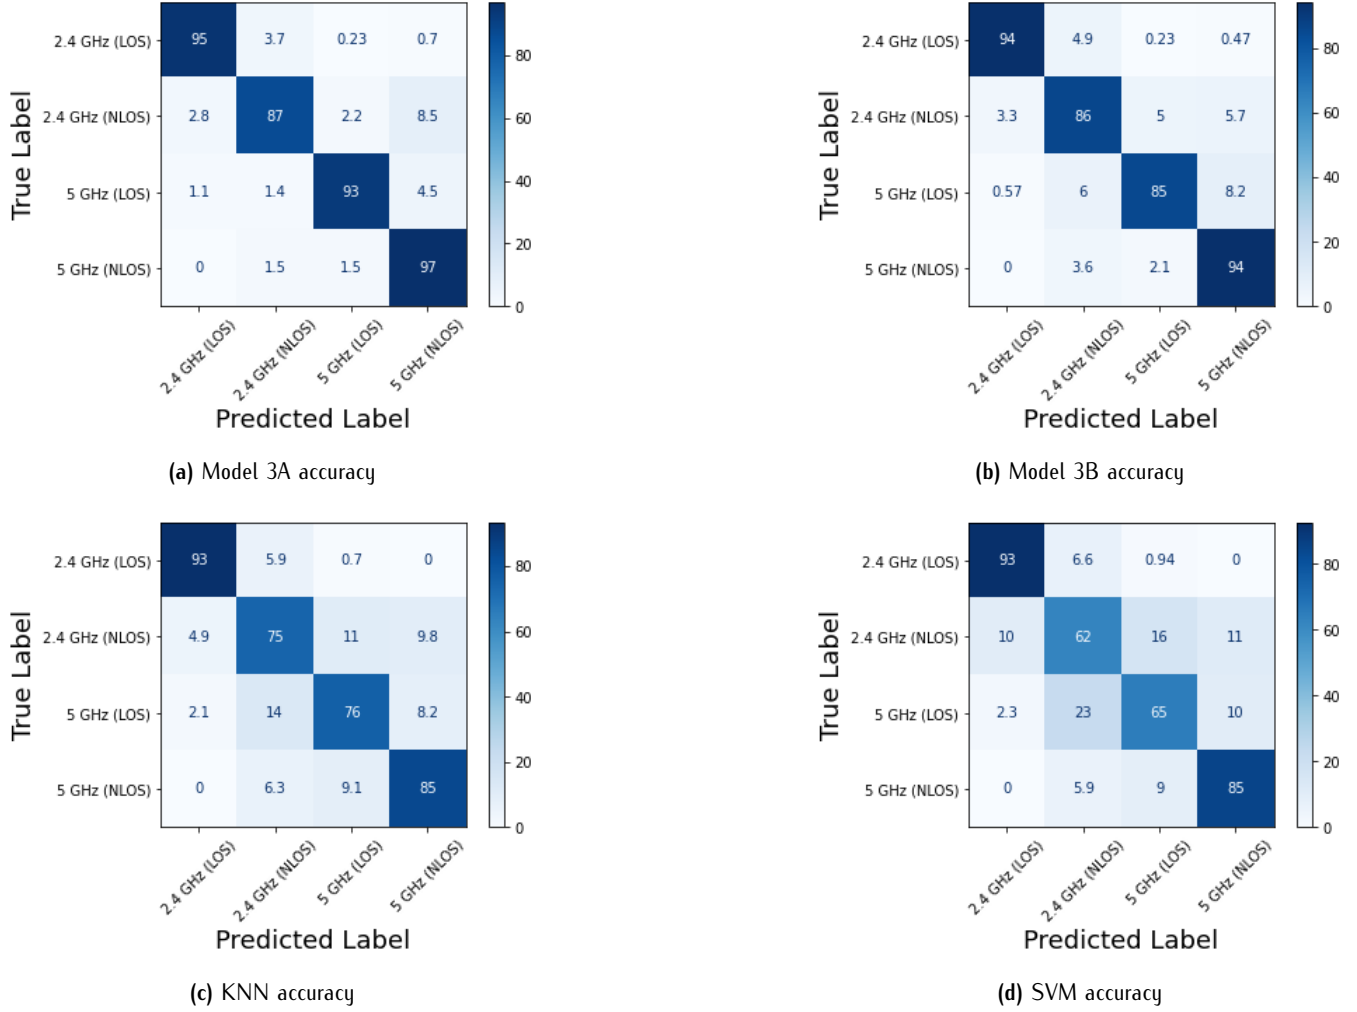 2.4 GHz (LOS) 95 3.7 0.23 0.7 80
2.4 GHz (NLOS) 2.8 87 2.2 8.5 60
5 GHz (LOS) 1.1 1.4 93 4.5 40
20
5 GHz (NLOS) 0 1.5 1.5 97 0
True Label
2.4 GHz (LOS) 2.4 GHz (NLOS) 5 GHz (LOS) 5 GHz (NLOS)
Predicted Label
(a) Model 3A accuracy
2.4 GHz (LOS) 94 4.9 0.23 0.47 80
2.4 GHz (NLOS) 3.3 86 5 5.7 60
5 GHz (LOS) 0.57 6 85 8.2 40
20
5 GHz (NLOS) 0 3.6 2.1 94 0
True Label
2.4 GHz (LOS) 2.4 GHz (NLOS) 5 GHz (LOS) 5 GHz (NLOS)
Predicted Label
(b) Model 3B accuracy
2.4 GHz (LOS) 93 5.9 0.7 0 80
2.4 GHz (NLOS) 4.9 75 11 9.8 60
5 GHz (LOS) 2.1 14 76 8.2 40
20
5 GHz (NLOS) 0 6.3 9.1 85 0
True Label
2.4 GHz (LOS) 2.4 GHz (NLOS) 5 GHz (LOS) 5 GHz (NLOS)
Predicted Label
(c) KNN accuracy
2.4 GHz (LOS) 93 6.6 0.94 0 80
2.4 GHz (NLOS) 10 62 16 11 60
5 GHz (LOS) 2.3 23 65 10 40
20
5 GHz (NLOS) 0 5.9 9 85 0
True Label
2.4 GHz (LOS) 2.4 GHz (NLOS) 5 GHz (LOS) 5 GHz (NLOS)
Predicted Label
(d) SVM accuracy